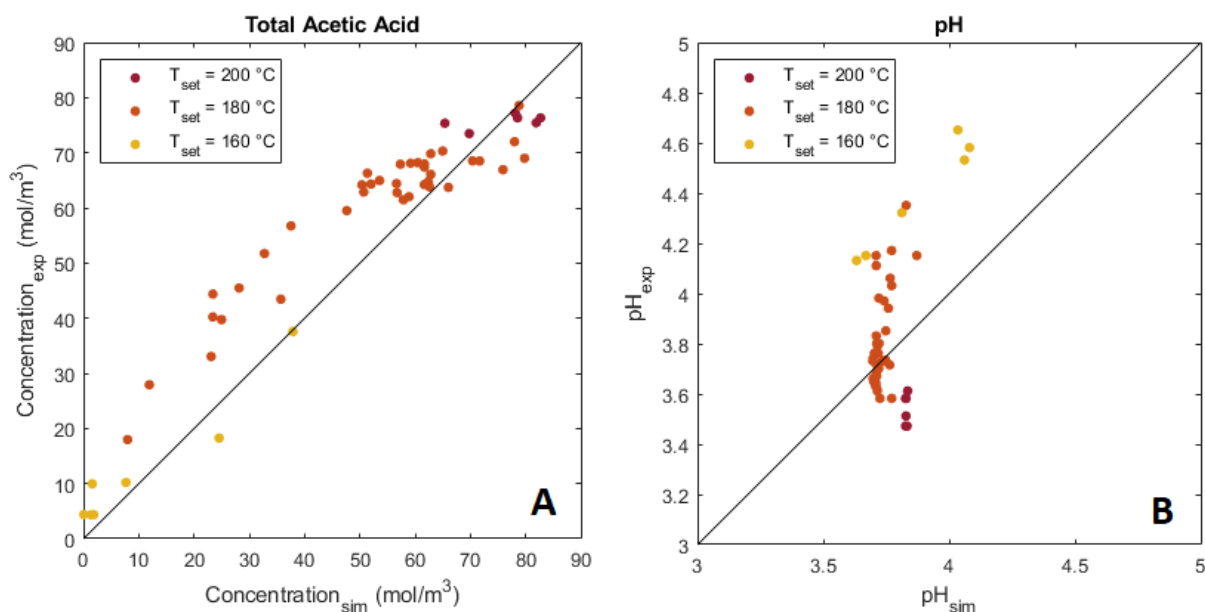 Total Acetic Acid
90
80
70
60
50
40
30
20
10
0
0 10 20 30 40 50 60 70 80 90
Concentration_exp (mol/m³)
Concentration_sim (mol/m³)
T_set = 200 °C
T_set = 180 °C
T_set = 160 °C
A
pH
5
4.8
4.6
4.4
4.2
4
3.8
3.6
3.4
3.2
3
3 3.5 4 4.5 5
pH_exp
pH_sim
T_set = 200 °C
T_set = 180 °C
T_set = 160 °C
B